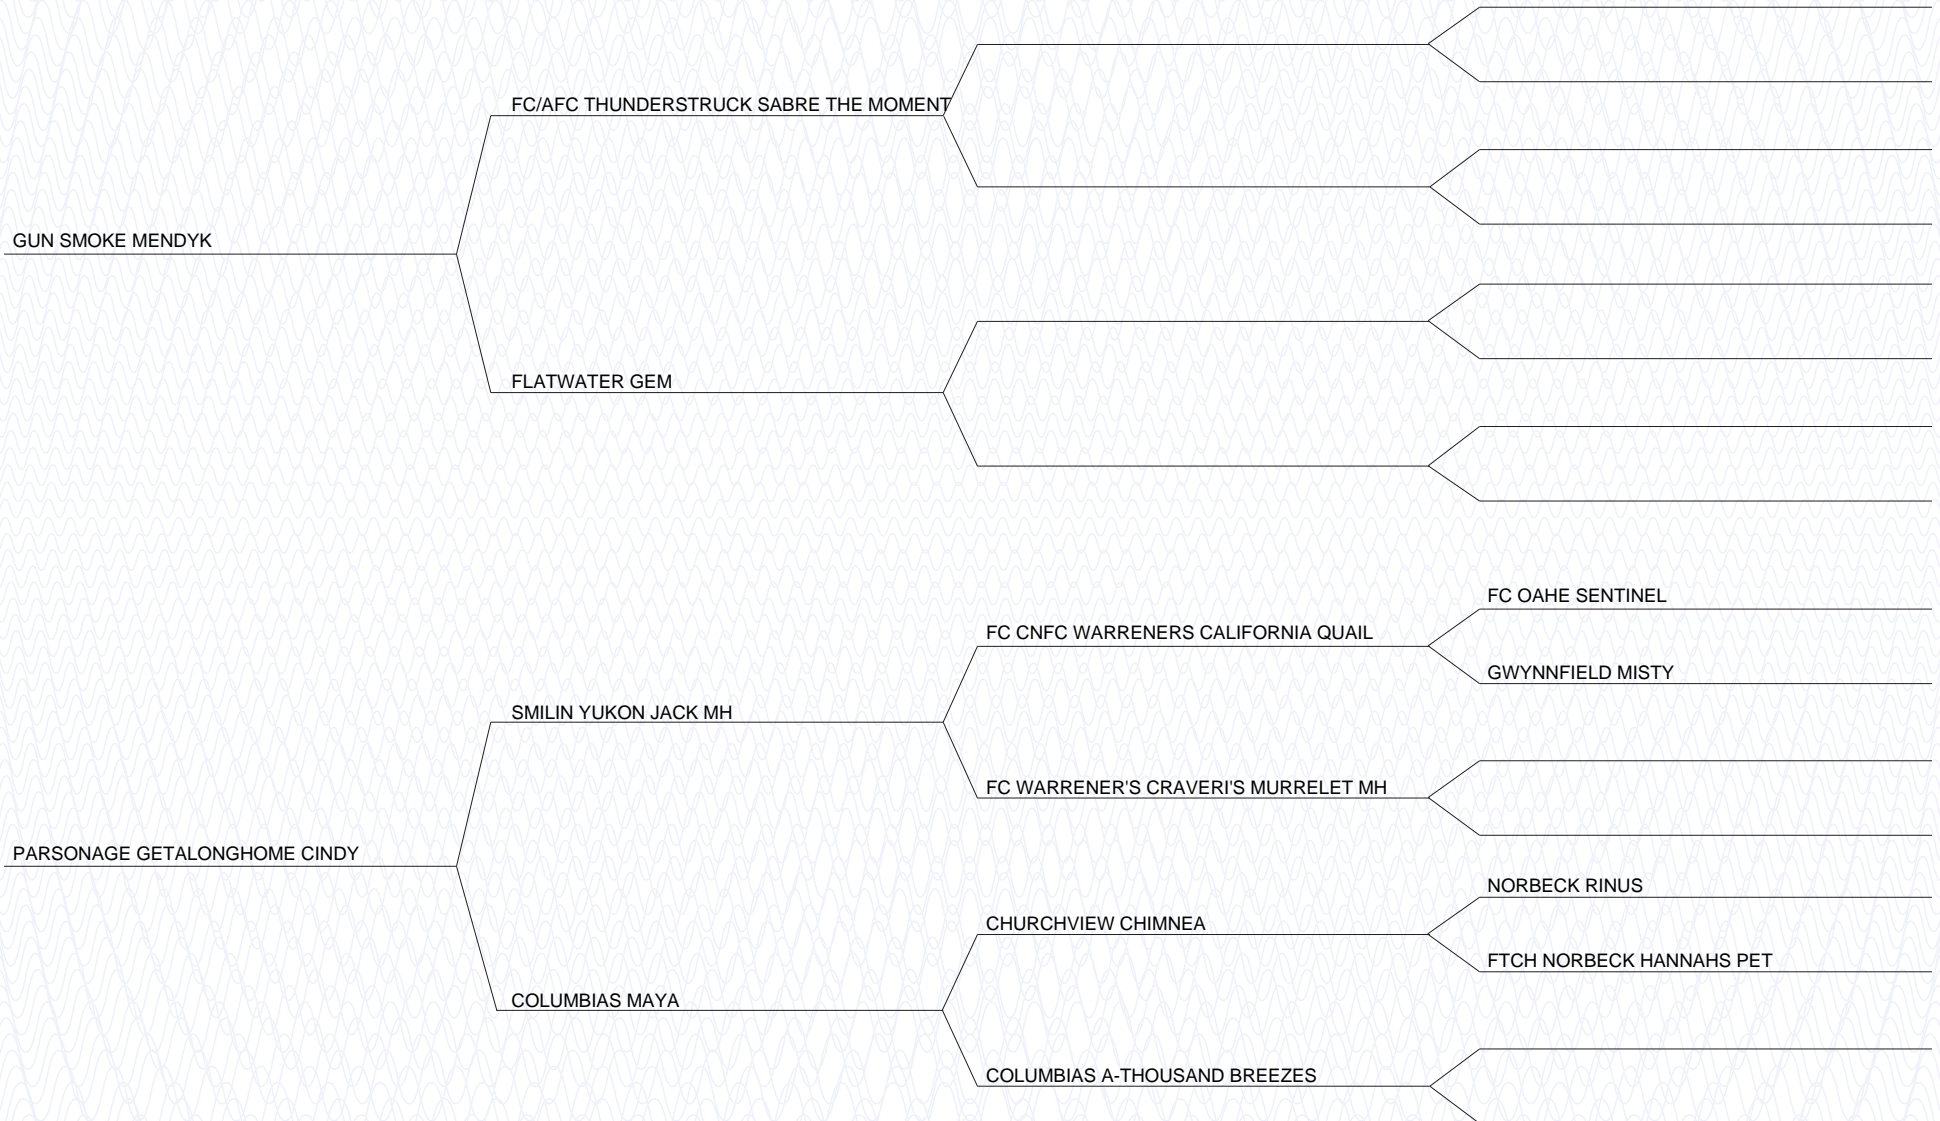 FC/AFC THUNDERSTRUCK SABRE THE MOMENT
GUN SMOKE MENDYK
FLATWATER GEM
FC OAHE SENTINEL
FC CNFC WARRENERS CALIFORNIA QUAIL
GWYNNFIELD MISTY
SMILIN YUKON JACK MH
FC WARRENER'S CRAVERI'S MURRELET MH
PARSONAGE GETALONGHOME CINDY
NORBECK RINUS
CHURCHVIEW CHIMNEA
FTCH NORBECK HANNAHS PET
COLUMBIAS MAYA
COLUMBIAS A-THOUSAND BREEZES